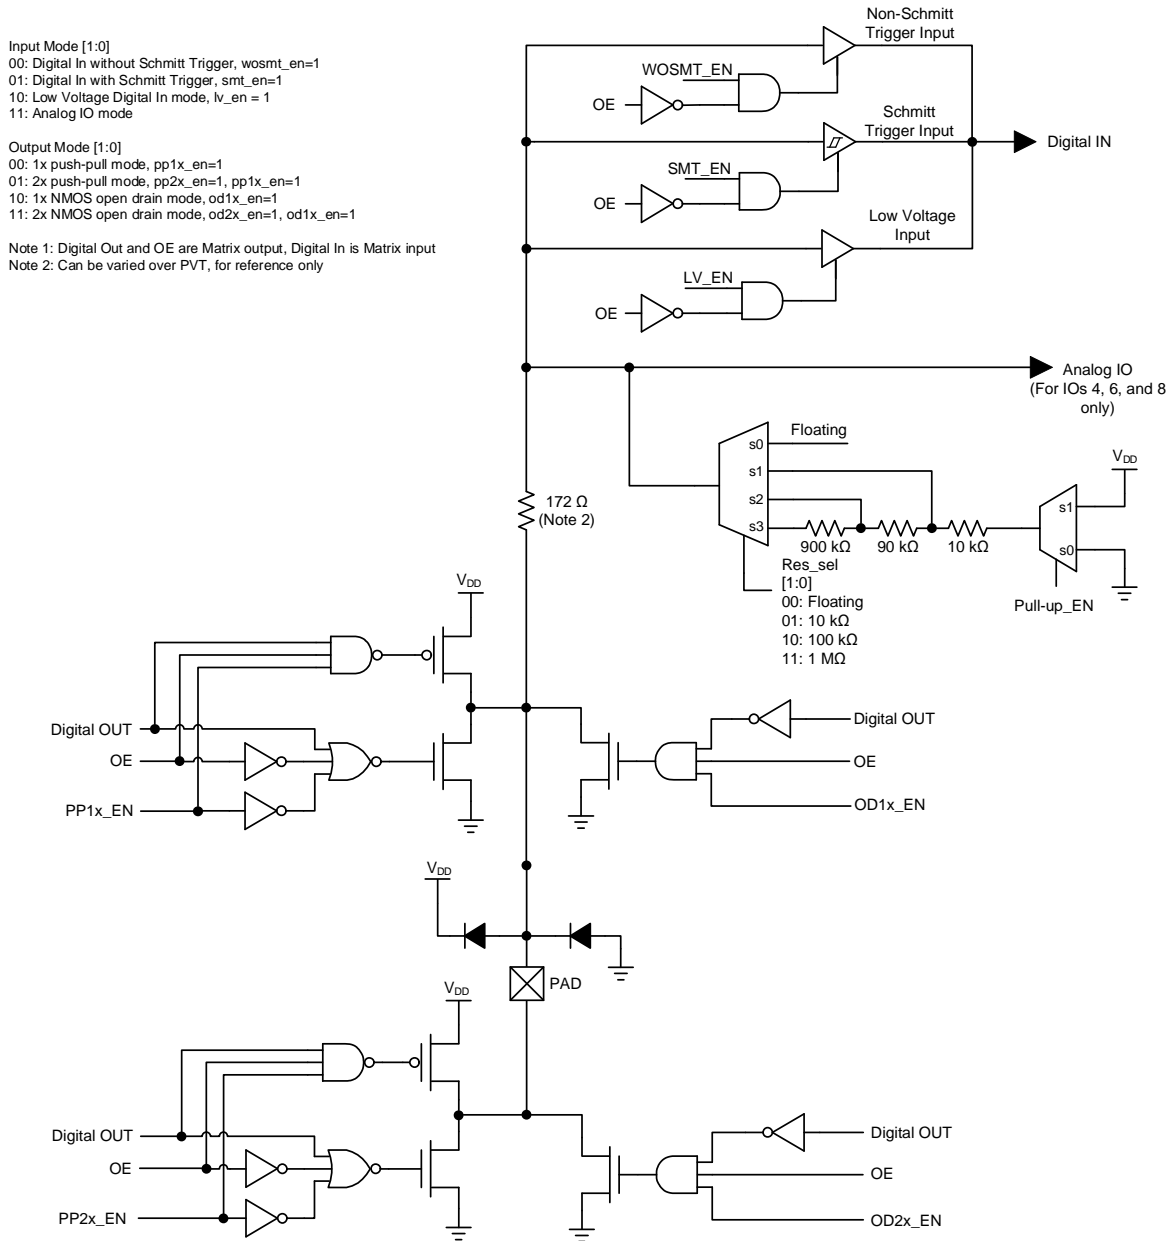 Input Mode [1:0]
00: Digital In without Schmitt Trigger, wosmt_en=1
01: Digital In with Schmitt Trigger, smt_en=1
10: Low Voltage Digital In mode, lv_en = 1
11: Analog IO mode
Output Mode [1:0]
00: 1x push-pull mode, pp1x_en=1
01: 2x push-pull mode, pp2x_en=1, pp1x_en=1
10: 1x NMOS open drain mode, od1x_en=1
11: 2x NMOS open drain mode, od2x_en=1, od1x_en=1
Note 1: Digital Out and OE are Matrix output, Digital In is Matrix input
Note 2: Can be varied over PVT, for reference only
Non-Schmitt
Trigger Input
WOSMT_EN
OE
Schmitt
Trigger Input
Digital IN
SMT_EN
OE
Low Voltage
Input
LV_EN
OE
Analog IO
(For IOs 4, 6, and 8
only)
Floating
s0
s1
s2
s3
VDD
s1
s0
900 kΩ
90 kΩ
10 kΩ
172 Ω
(Note 2)
Res_sel
[1:0]
00: Floating
01: 10 kΩ
10: 100 kΩ
11: 1 MΩ
Pull-up_EN
VDD
Digital OUT
OE
PP1x_EN
Digital OUT
OE
OD1x_EN
VDD
PAD
VDD
Digital OUT
OE
PP2x_EN
Digital OUT
OE
OD2x_EN